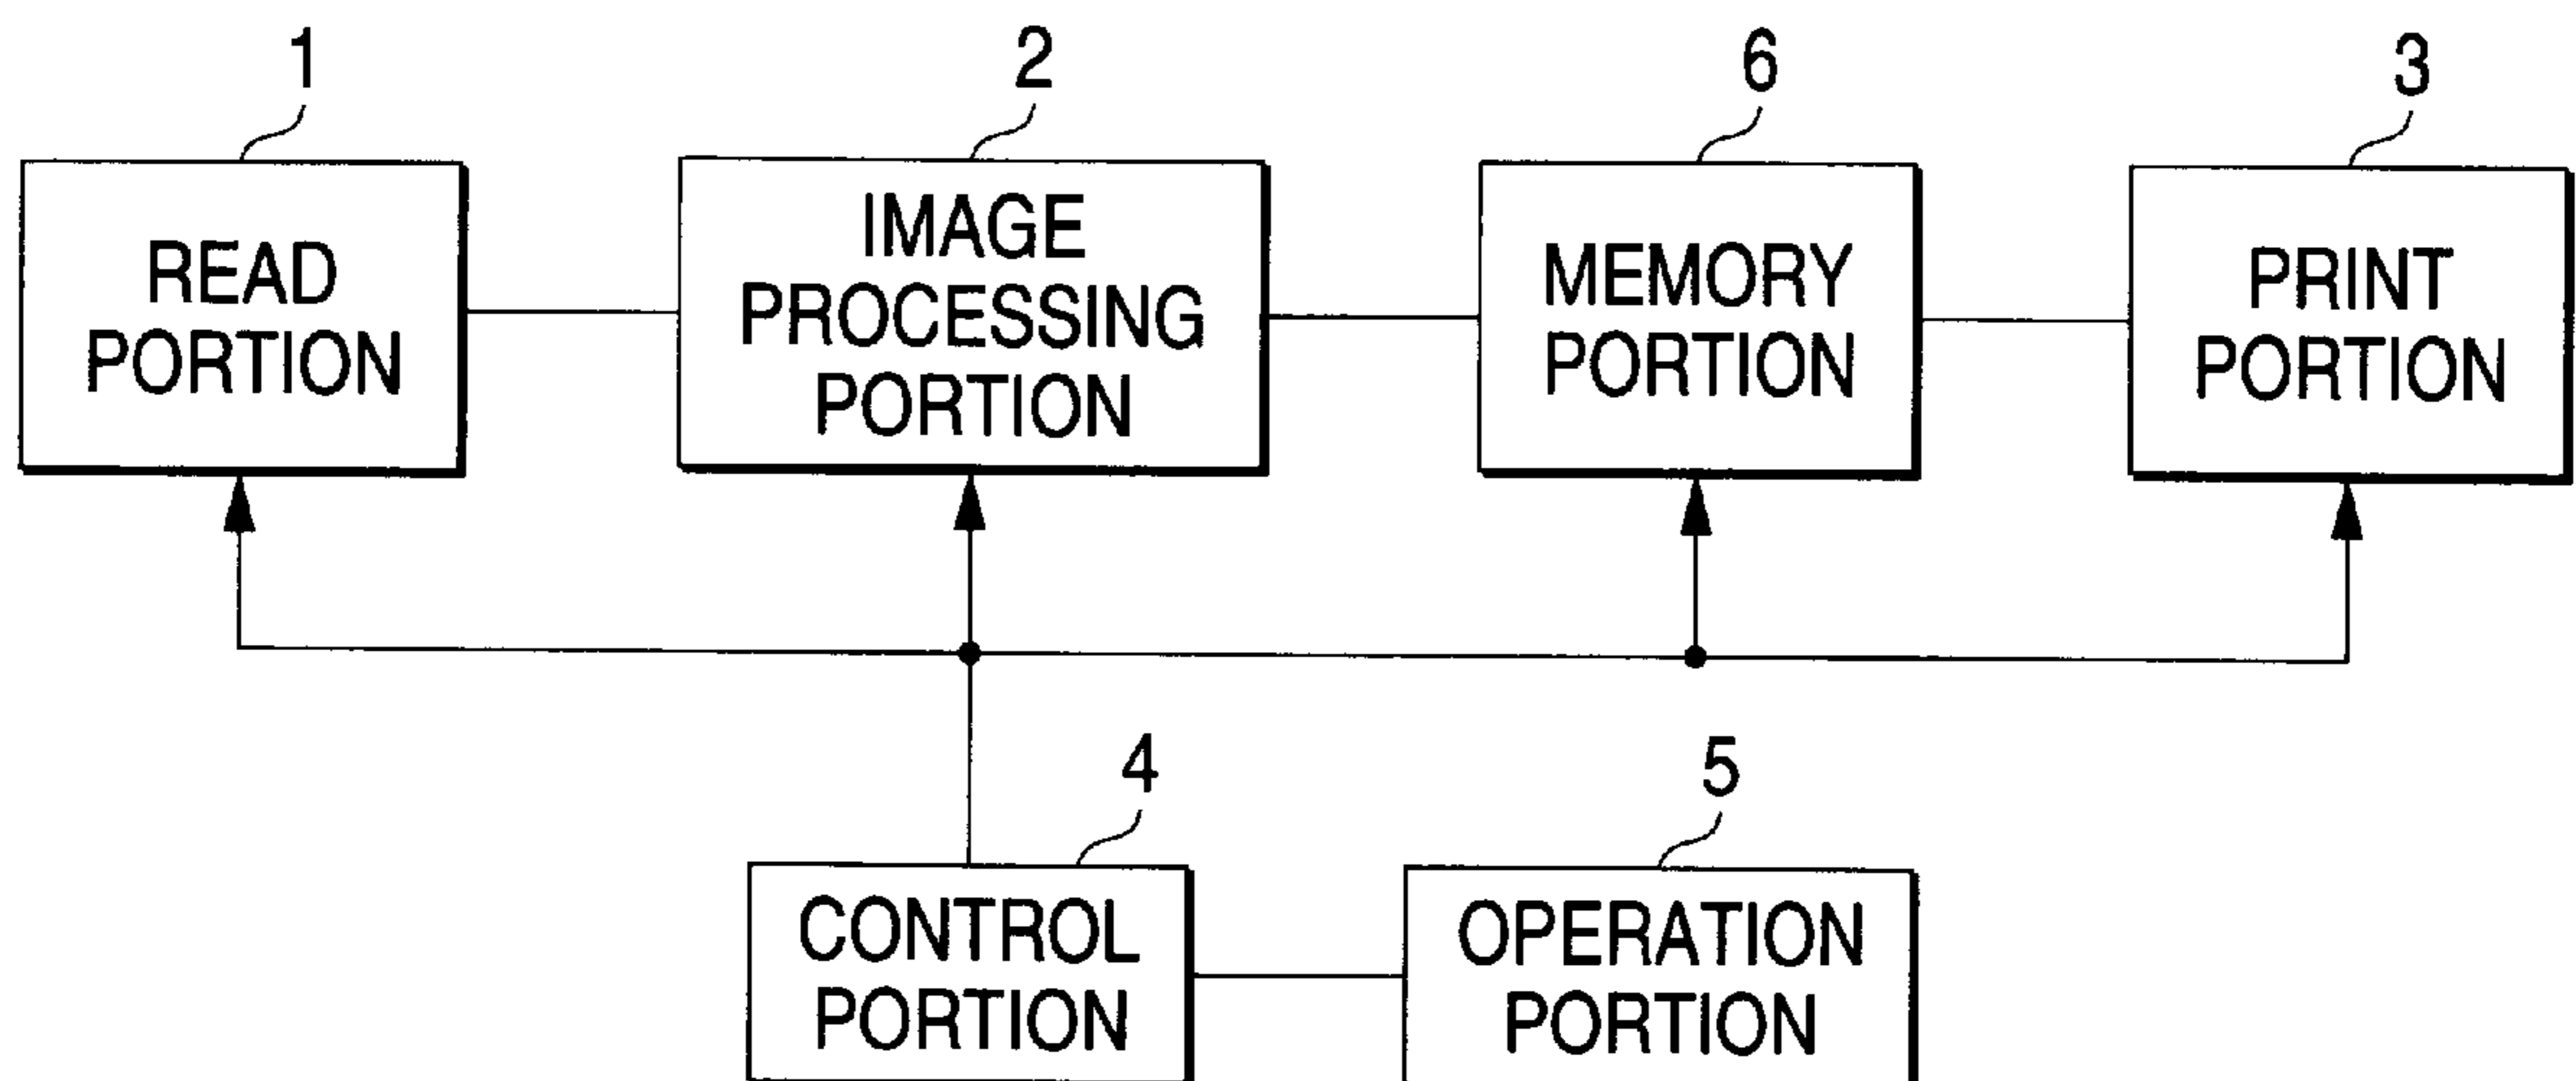 1
2
6
3
READ
PORTION
IMAGE
PROCESSING
PORTION
MEMORY
PORTION
PRINT
PORTION
4
5
CONTROL
PORTION
OPERATION
PORTION